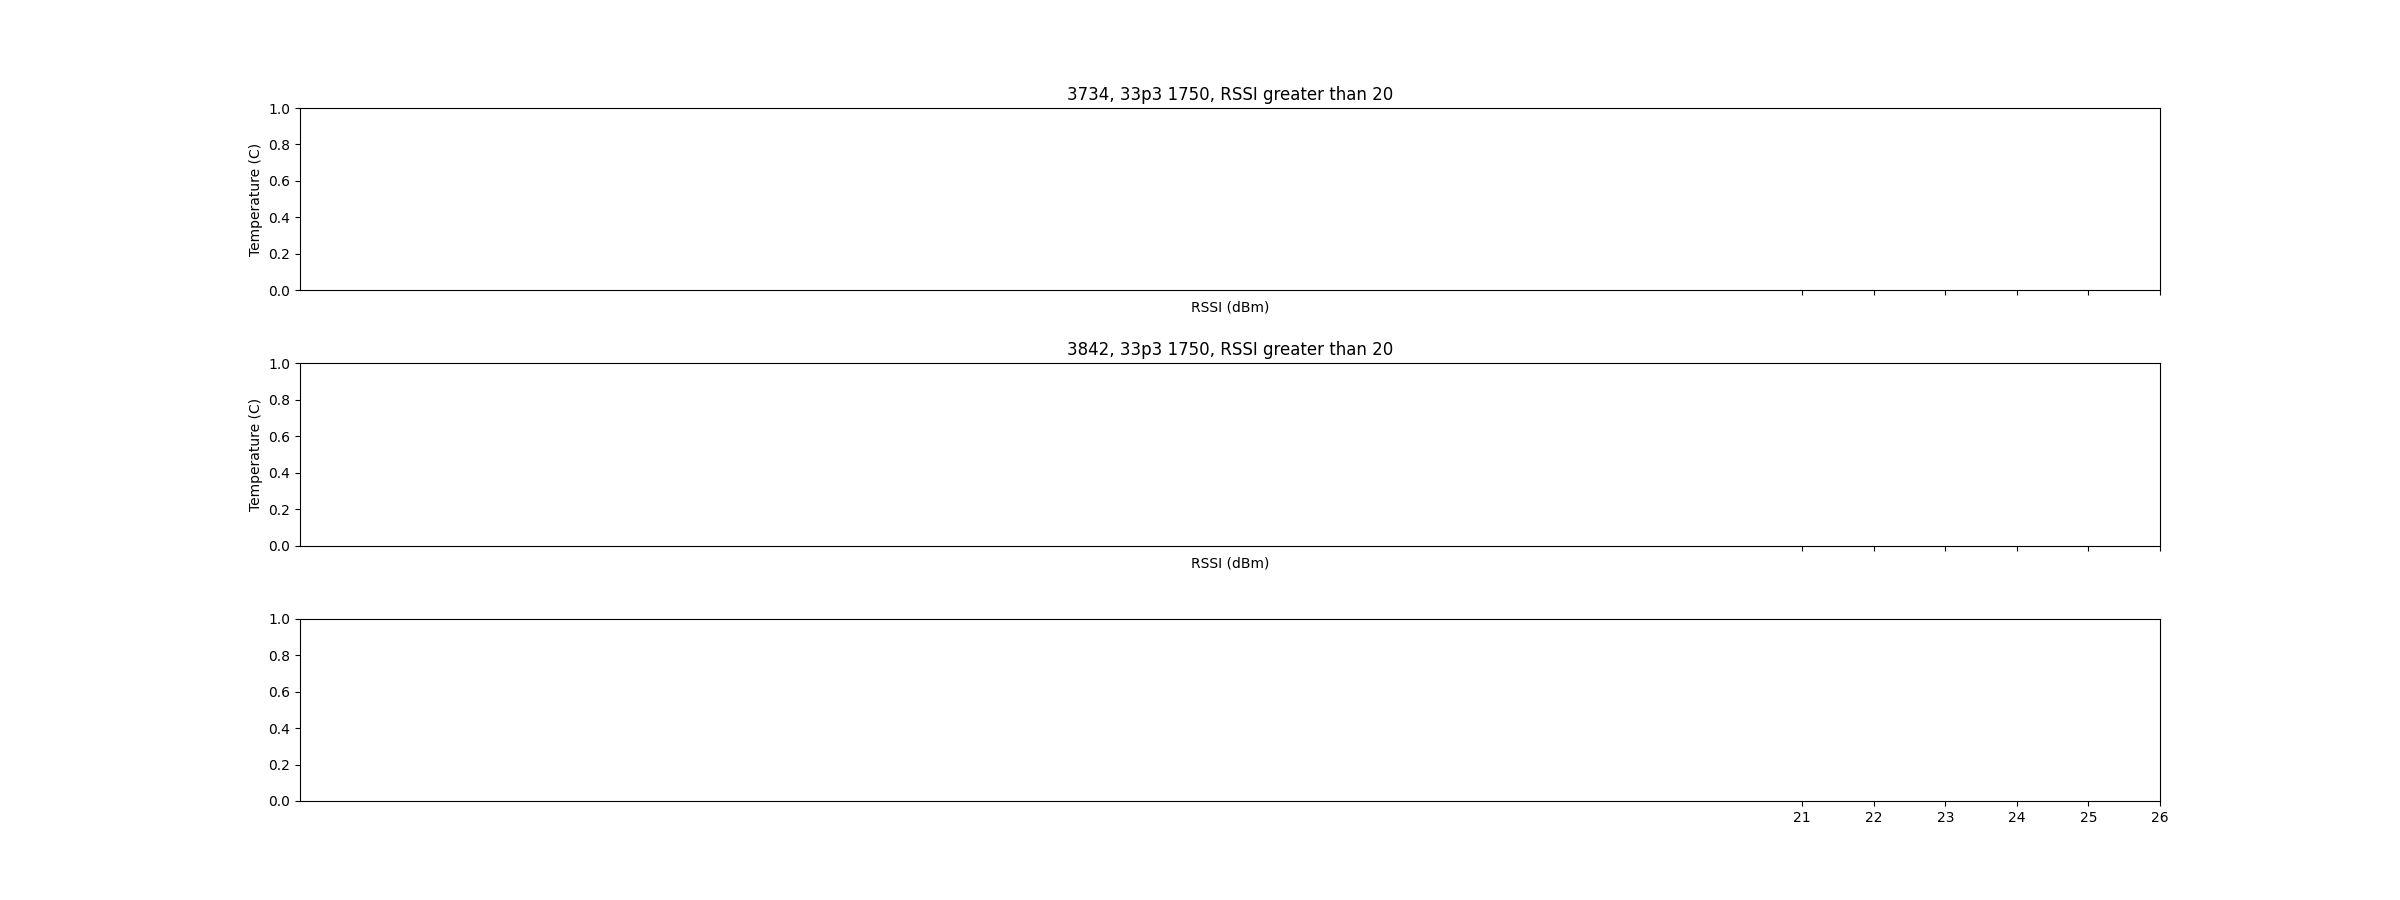 3734, 33p3 1750, RSSI greater than 20
1.0
0.8
0.6
0.4
0.2
0.0
Temperature (C)
RSSI (dBm)
3842, 33p3 1750, RSSI greater than 20
1.0
0.8
0.6
0.4
0.2
0.0
Temperature (C)
RSSI (dBm)
1.0
0.8
0.6
0.4
0.2
0.0
21 22 23 24 25 26